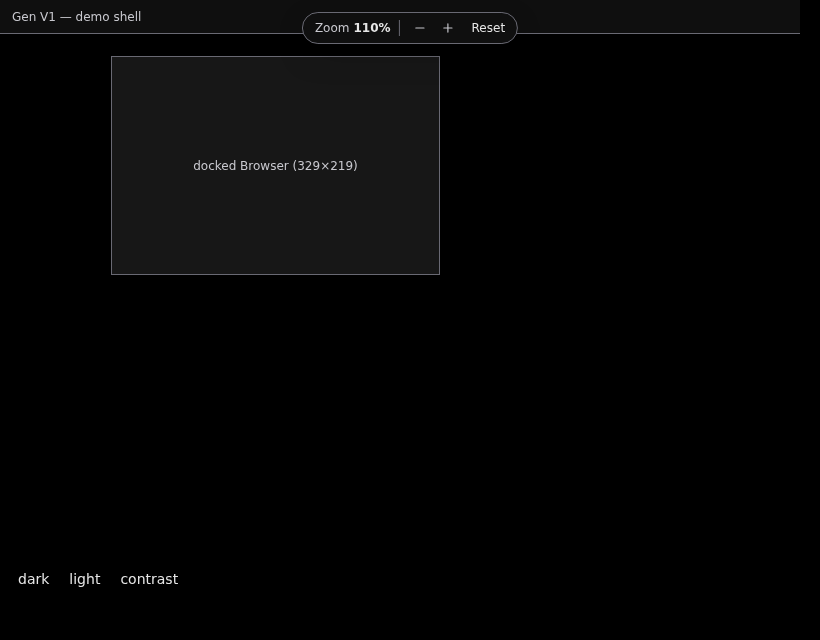 Gen V1 — demo shell
Zoom 110% − + Reset
docked Browser (329×219)
dark light contrast